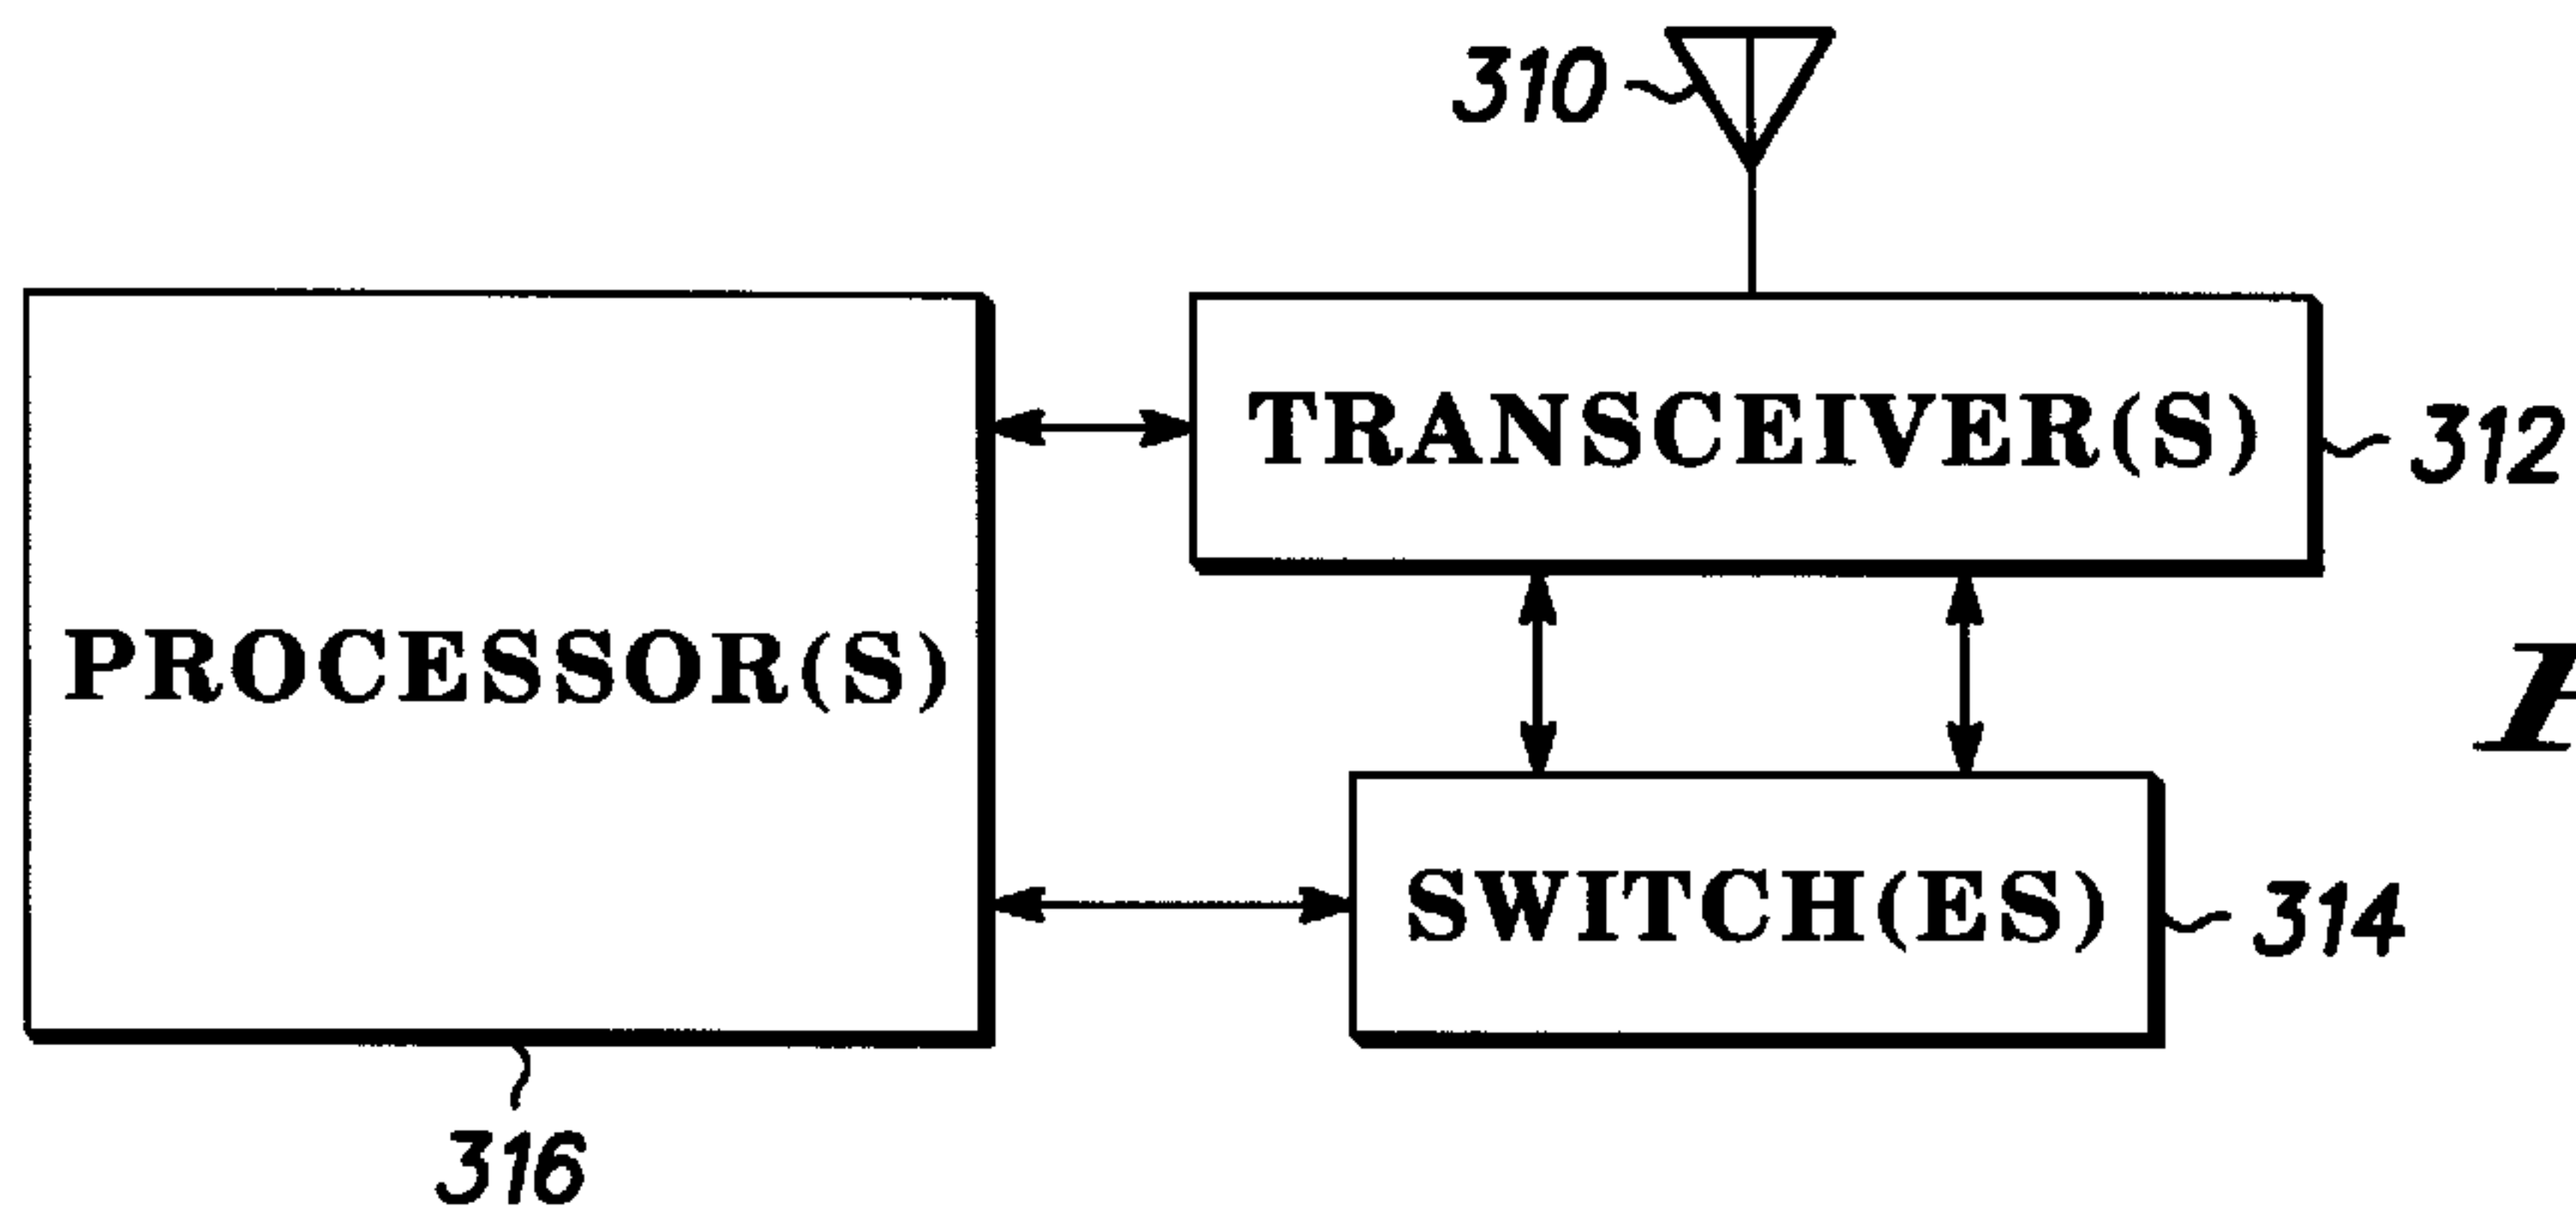 310
TRANSCEIVER(S)
312
PROCESSOR(S)
SWITCH(ES)
314
316